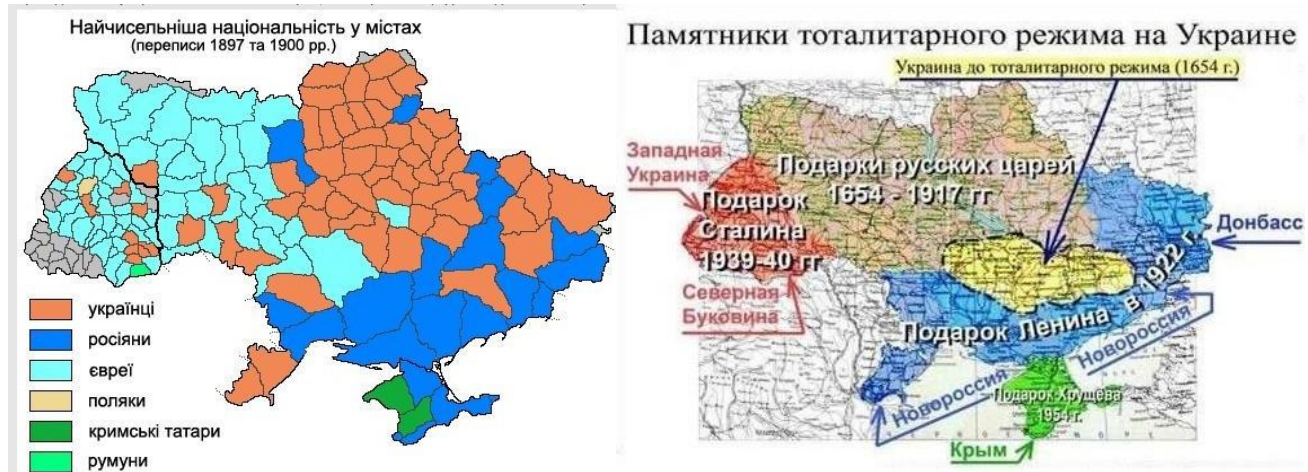 Найчисельніша національність у містах
(переписи 1897 та 1900 рр.)
українці
росіяни
євреї
поляки
кримські татари
румуни
Памятники тоталитарного режима на Украине
Украина до тоталитарного режима (1654 г.)
Западная
Украина
Подарки русских царей
1654 - 1917 гг
Подарок
Сталина
1939-40 гг
Донбасс
Северная
Буковина
Подарок Ленина в 1922 г.
Новороссия
Новороссия
Подарок Хрущева
1954 г.
Крым